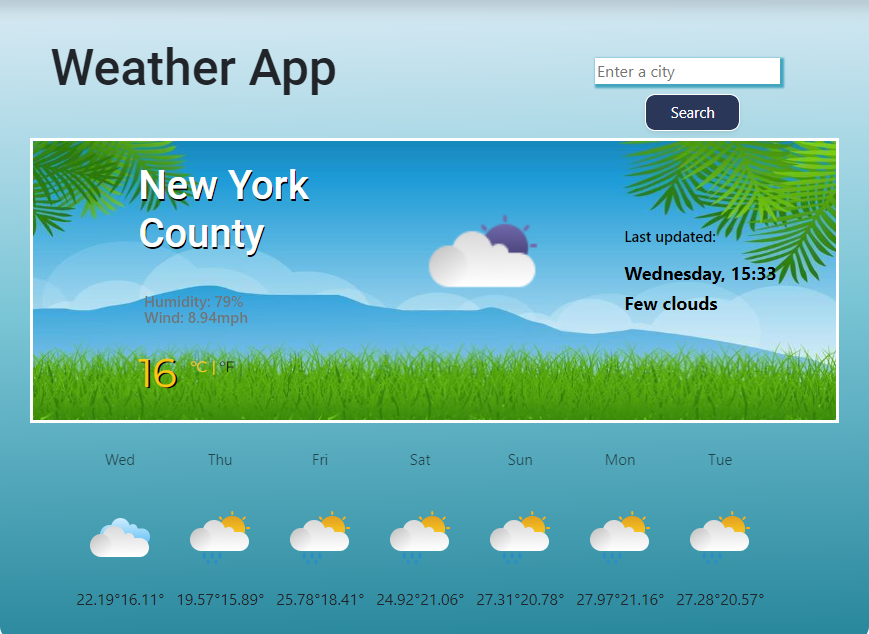 Weather App
Enter a city
Search
New York
County
Humidity: 79%
Wind: 8.94mph
16 °C | °F
Last updated:
Wednesday, 15:33
Few clouds
Wed Thu Fri Sat Sun Mon Tue
22.19°16.11° 19.57°15.89° 25.78°18.41° 24.92°21.06° 27.31°20.78° 27.97°21.16° 27.28°20.57°